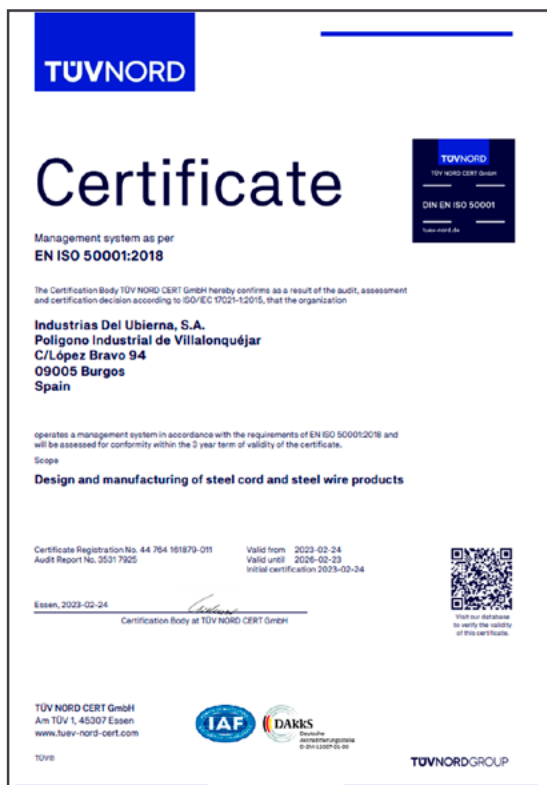 TÜVNORD
TÜVNORD
TÜV NORD CERT GmbH
DIN EN ISO 50001
tuev-nord.de
Certificate
Management system as per
EN ISO 50001:2018
The Certification Body TÜV NORD CERT GmbH hereby confirms as a result of the audit, assessment
and certification decision according to ISO/IEC 17021-1:2015, that the organization
Industrias Del Ubierna, S.A.
Poligono Industrial de Villalonquéjar
C/López Bravo 94
09005 Burgos
Spain
operates a management system in accordance with the requirements of EN ISO 50001:2018 and
will be assessed for conformity within the 3 year term of validity of the certificate.
Scope
Design and manufacturing of steel cord and steel wire products
Certificate Registration No. 44 764 161879-011
Audit Report No. 3531 7925
Valid from 2023-02-24
Valid until 2026-02-23
Initial certification 2023-02-24
Essen, 2023-02-24
Certification Body at TÜV NORD CERT GmbH
Visit our database
to verify the validity
of this certificate.
TÜV NORD CERT GmbH
Am TÜV 1, 45307 Essen
www.tuev-nord-cert.com
IAF
DAkkS
Deutsche
Akkreditierungsstelle
TÜV®
TÜVNORDGROUP